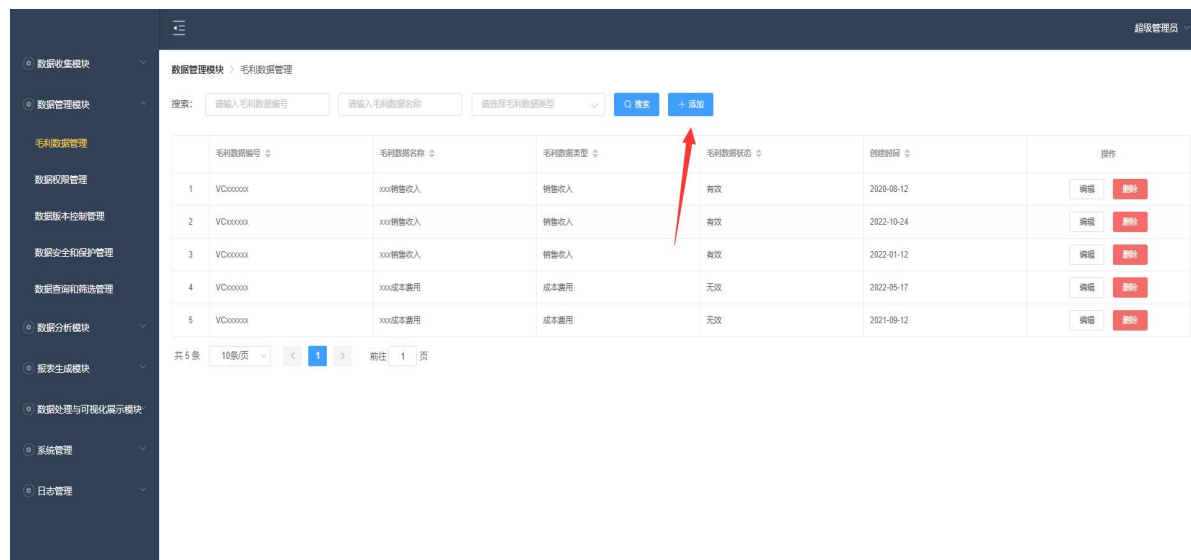 超级管理员
数据收集模块
数据管理模块
毛利数据管理
数据权限管理
数据版本控制管理
数据安全和保护管理
数据查询和筛选管理
数据分析模块
报表生成模块
数据处理与可视化展示模块
系统管理
日志管理
数据管理模块 > 毛利数据管理
搜索: 请输入毛利数据编号 请输入毛利数据名称 请选择毛利数据类型 搜索 + 添加
毛利数据编号 毛利数据名称 毛利数据类型 毛利数据状态 创建时间 操作
1 VCxxxxxx xxx销售收入 销售收入 有效 2020-08-12 编辑 删除
2 VCxxxxxx xxx销售收入 销售收入 有效 2022-10-24 编辑 删除
3 VCxxxxxx xxx销售收入 销售收入 有效 2022-01-12 编辑 删除
4 VCxxxxxx xxx成本费用 成本费用 无效 2022-05-17 编辑 删除
5 VCxxxxxx xxx成本费用 成本费用 无效 2021-09-12 编辑 删除
共 5 条 10条/页 < 1 > 前往 1 页